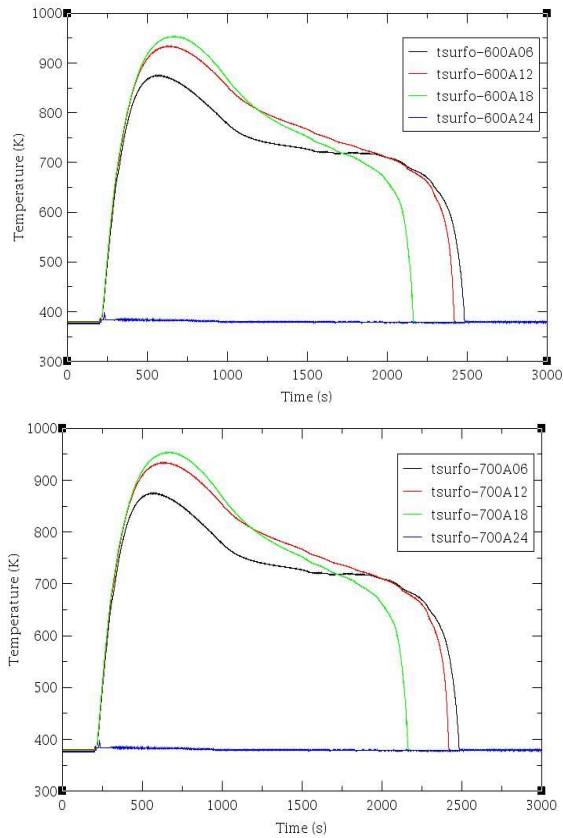 1000
900
800
700
600
500
400
300
Temperature (K)
tsurfo-600A06
tsurfo-600A12
tsurfo-600A18
tsurfo-600A24
0 500 1000 1500 2000 2500 3000
Time (s)
1000
900
800
700
600
500
400
300
Temperature (K)
tsurfo-700A06
tsurfo-700A12
tsurfo-700A18
tsurfo-700A24
0 500 1000 1500 2000 2500 3000
Time (s)